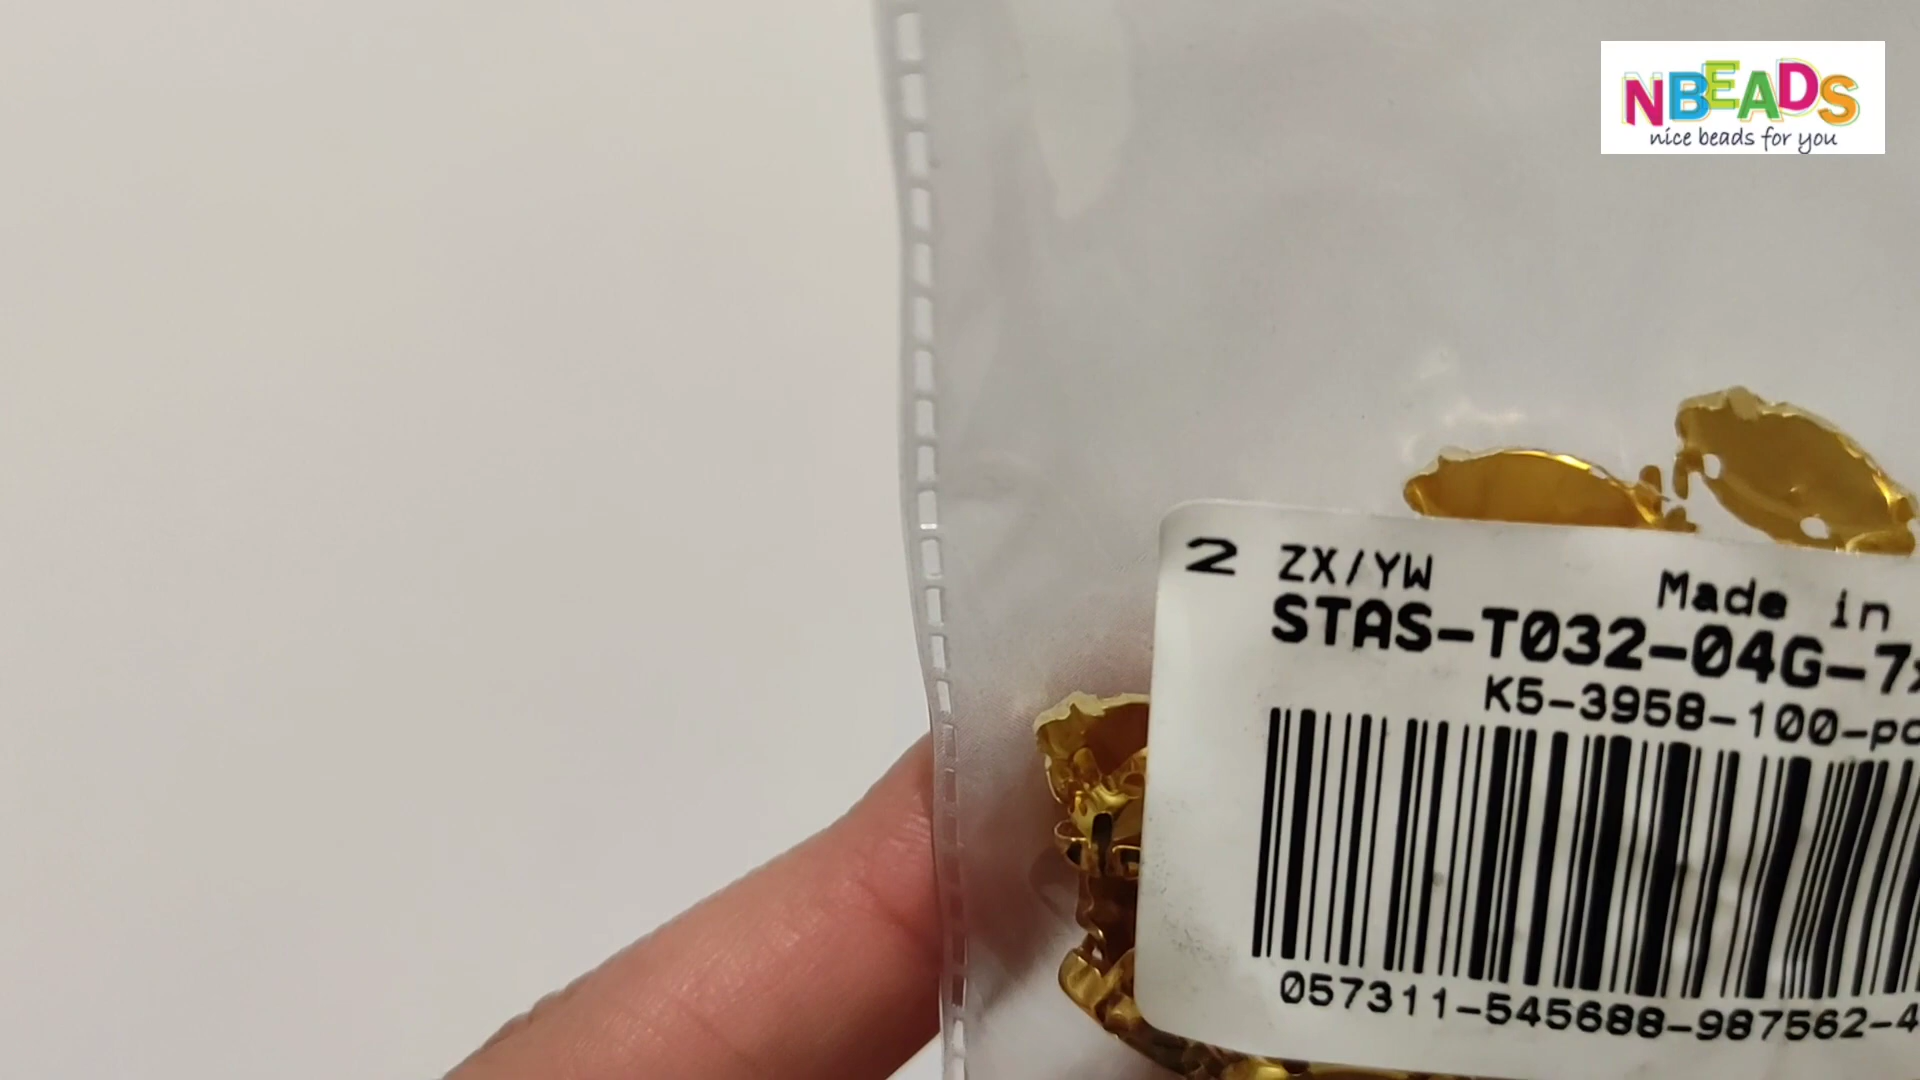 NBEADS
nice beads for you
2 ZX/YW
Made in
STAS-T032-04G-7
K5-3958-100-pc
057311-545688-987562-4